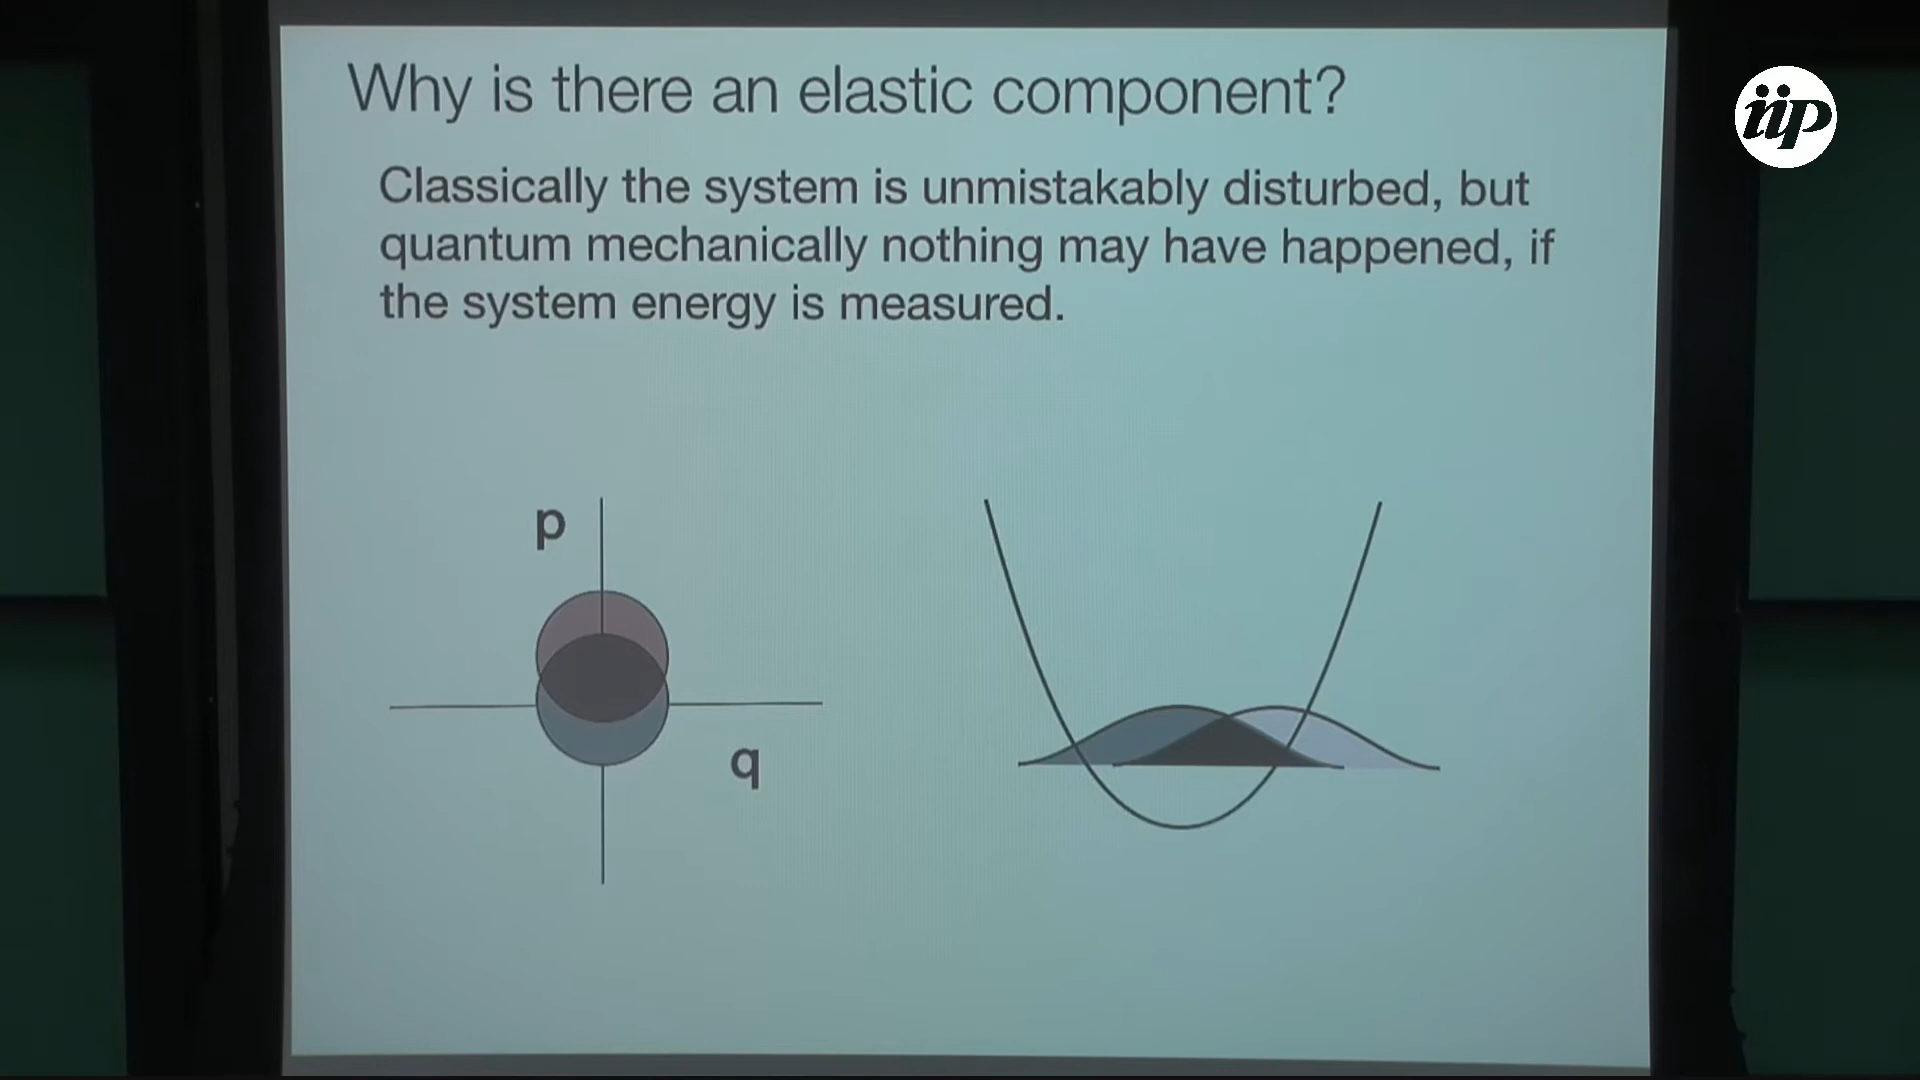 Why is there an elastic component?
iip
Classically the system is unmistakably disturbed, but
quantum mechanically nothing may have happened, if
the system energy is measured.
p
q